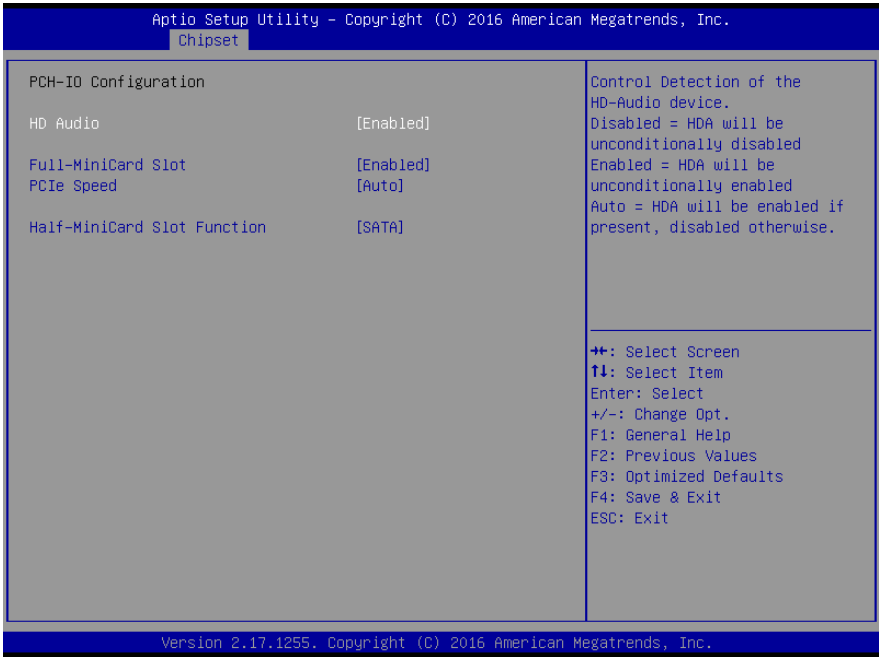 Aptio Setup Utility – Copyright (C) 2016 American Megatrends, Inc.
Chipset
PCH-IO Configuration
HD Audio [Enabled]
Full-MiniCard Slot [Enabled]
PCIe Speed [Auto]
Half-MiniCard Slot Function [SATA]
Control Detection of the
HD-Audio device.
Disabled = HDA will be
unconditionally disabled
Enabled = HDA will be
unconditionally enabled
Auto = HDA will be enabled if
present, disabled otherwise.
→←: Select Screen
↑↓: Select Item
Enter: Select
+/-: Change Opt.
F1: General Help
F2: Previous Values
F3: Optimized Defaults
F4: Save & Exit
ESC: Exit
Version 2.17.1255. Copyright (C) 2016 American Megatrends, Inc.